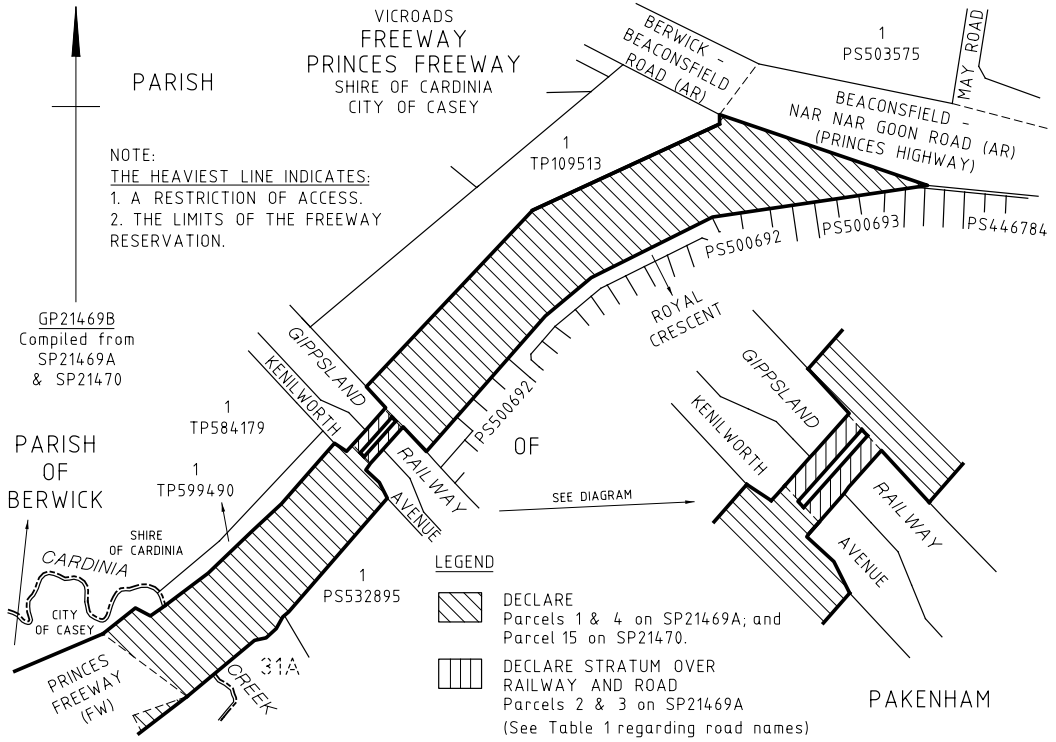 VICROADS
FREEWAY
PRINCES FREEWAY
SHIRE OF CARDINIA
CITY OF CASEY
PARISH
NOTE:
THE HEAVIEST LINE INDICATES:
1. A RESTRICTION OF ACCESS.
2. THE LIMITS OF THE FREEWAY
RESERVATION.
BERWICK -
BEACONSFIELD
ROAD (AR)
1
PS503575
MAY ROAD
BEACONSFIELD -
NAR NAR GOON ROAD (AR)
(PRINCES HIGHWAY)
1
TP109513
PS500692
PS500693
PS446784
ROYAL
CRESCENT
GP21469B
Compiled from
SP21469A
& SP21470
GIPPSLAND
KENILWORTH
RAILWAY
AVENUE
PS500692
1
TP584179
OF
GIPPSLAND
KENILWORTH
RAILWAY
AVENUE
PARISH
OF
BERWICK
1
TP599490
SEE DIAGRAM
SHIRE
OF CARDINIA
CARDINIA
CITY
OF CASEY
1
PS532895
PRINCES
FREEWAY
(FW)
31A
CREEK
LEGEND
DECLARE
Parcels 1 & 4 on SP21469A; and
Parcel 15 on SP21470.
DECLARE STRATUM OVER
RAILWAY AND ROAD
Parcels 2 & 3 on SP21469A
(See Table 1 regarding road names)
PAKENHAM